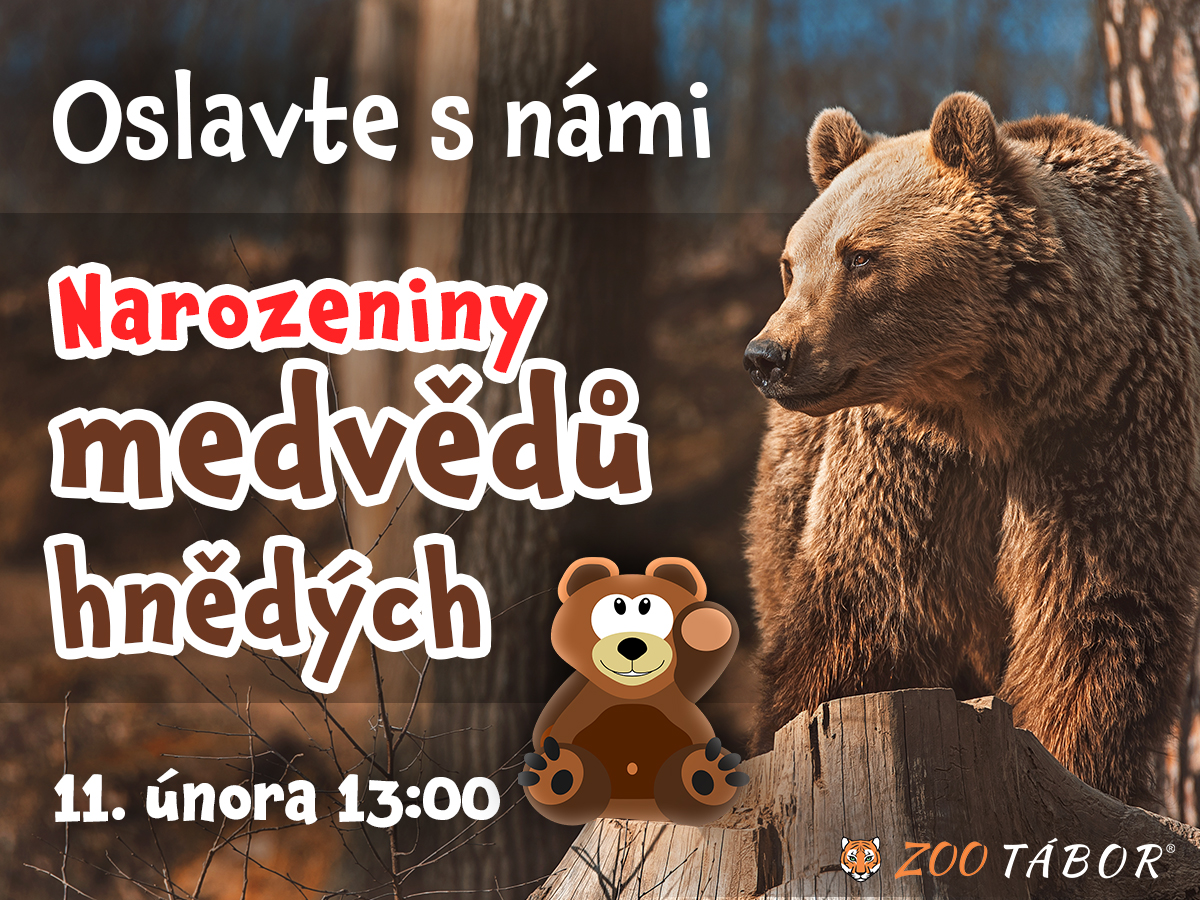 Oslavte s námi
Narozeniny
medvědů
hnědých
11. února 13:00
ZOO TÁBOR®